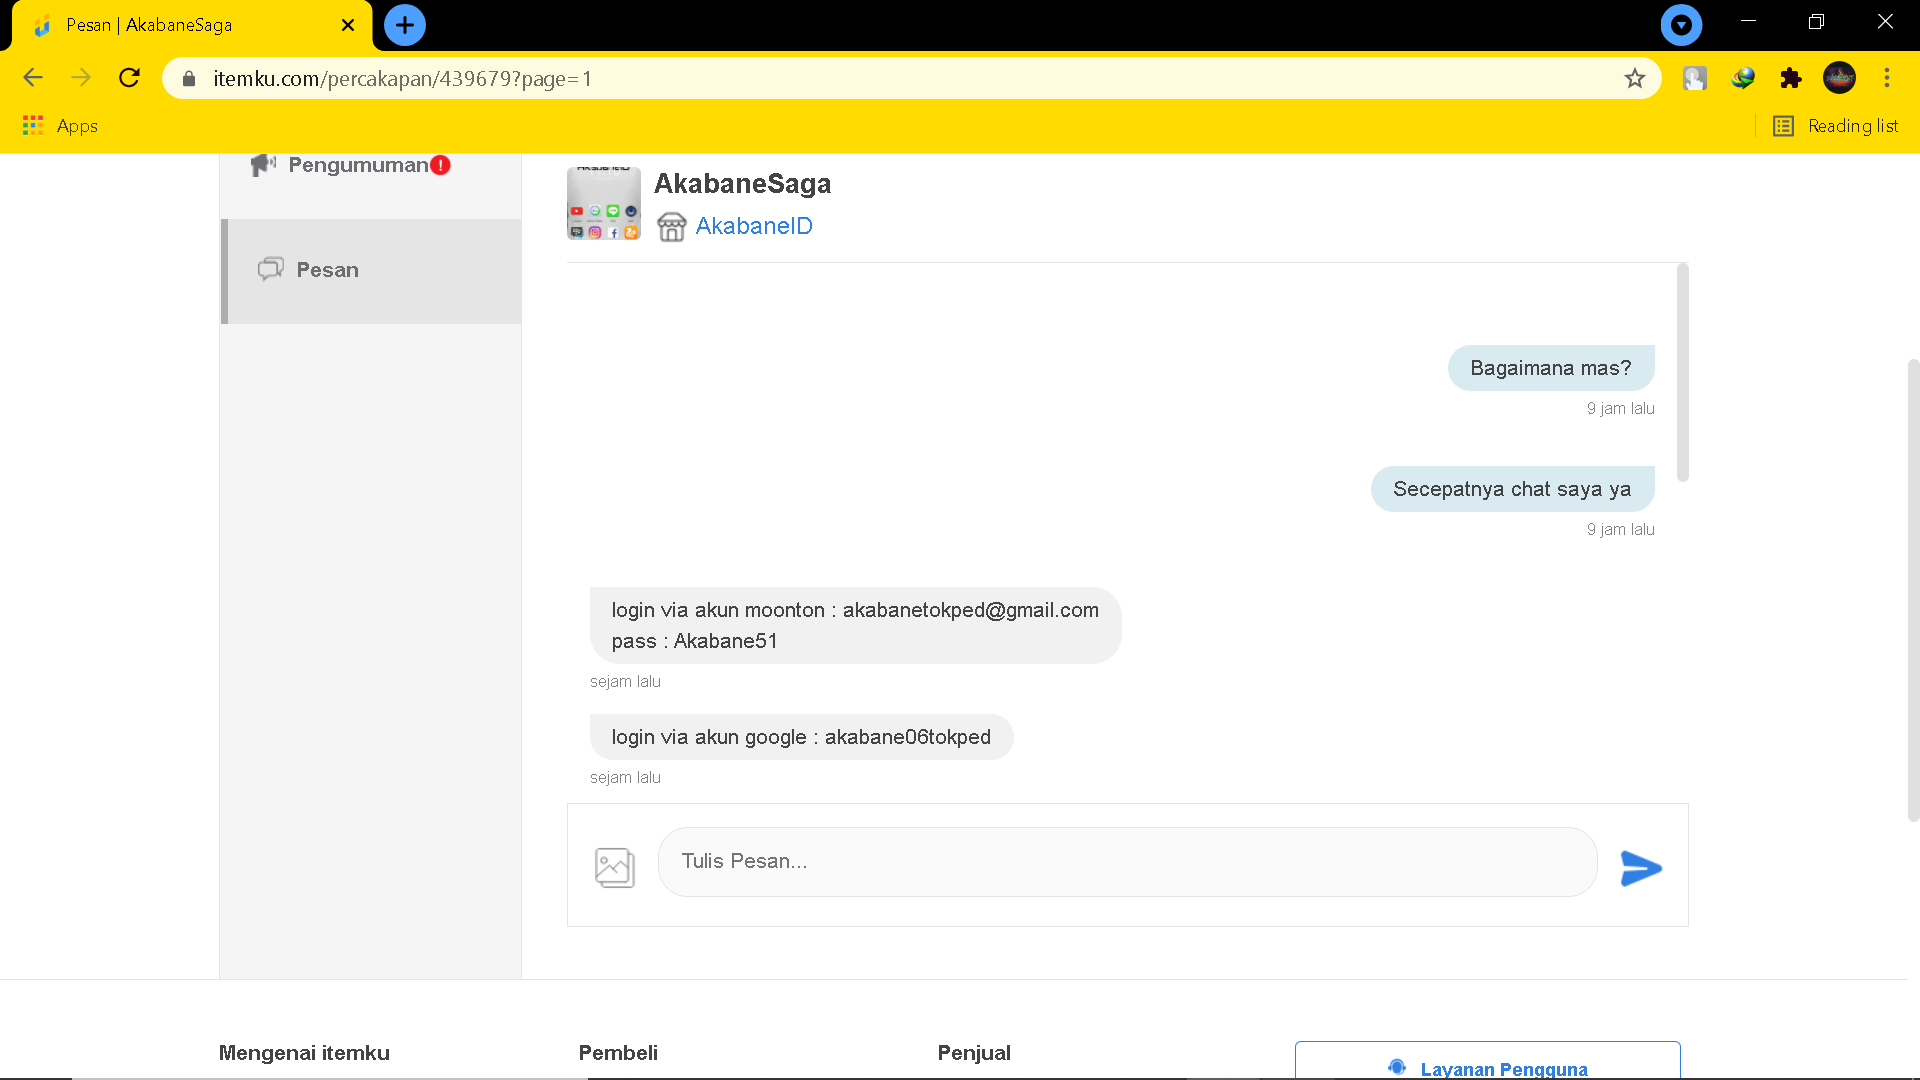 Pesan | AkabaneSaga
itemku.com/percakapan/439679?page=1
Apps
Reading list
Pengumuman
AkabaneSaga
AkabaneID
Pesan
Bagaimana mas?
9 jam lalu
Secepatnya chat saya ya
9 jam lalu
login via akun moonton : akabanetokped@gmail.com
pass : Akabane51
sejam lalu
login via akun google : akabane06tokped
sejam lalu
Tulis Pesan...
Mengenai itemku
Pembeli
Penjual
Layanan Pengguna